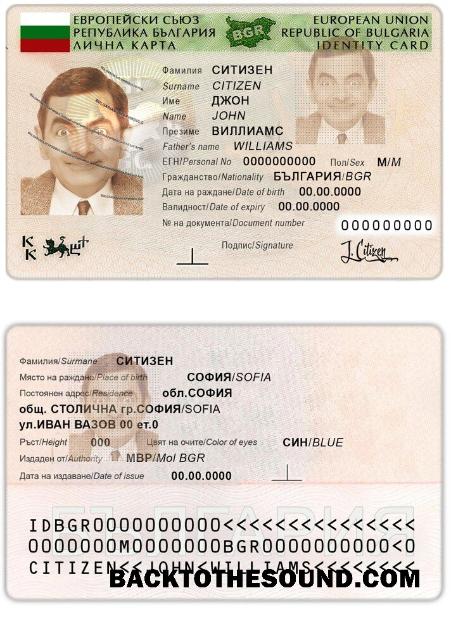 ЕВРОПЕЙСКИ СЪЮЗ EUROPEAN UNION
РЕПУБЛИКА БЪЛГАРИЯ BGR REPUBLIC OF BULGARIA
ЛИЧНА КАРТА IDENTITY CARD
Фамилия СИТИЗЕН
Surname CITIZEN
Име ДЖОН
Name JOHN
Презиме ВИЛЛИАМС
Father's name WILLIAMS
ЕГН/Personal No 0000000000 Пол/Sex М/M
Гражданство/Nationality БЪЛГАРИЯ/BGR
Дата на раждане/Date of birth 00.00.0000
Валидност/Date of expiry 00.00.0000
№ на документа/Document number 000000000
K
K
Подпис/Signature J. Citizen
Фамилия/Surname СИТИЗЕН
Място на раждане/Place of birth СОФИЯ/SOFIA
Постоянен адрес/Residence обл.СОФИЯ
общ. СТОЛИЧНА гр.СОФИЯ/SOFIA
ул.ИВАН ВАЗОВ 00 ет.0
Ръст/Height 000 Цвят на очите/Color of eyes СИН/BLUE
Издаден от/Authority МВР/MoI BGR
Дата на издаване/Date of issue 00.00.0000
БЪЛГАРИЯ
IDBGR0000000000<<<<<<<<<<<<<<<
0000000M0000000BGR0000000000<0
CITIZEN<<JOHN<WILLIAMS<<<<<<<<
BACKTOTHESOUND.COM